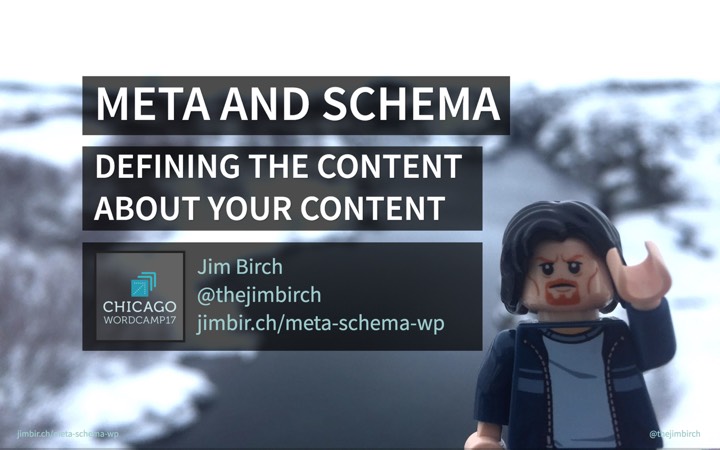 META AND SCHEMA
DEFINING THE CONTENT
ABOUT YOUR CONTENT
CHICAGO
WORDCAMP17
Jim Birch
@thejimbirch
jimbir.ch/meta-schema-wp
jimbir.ch/meta-schema-wp
@thejimbirch